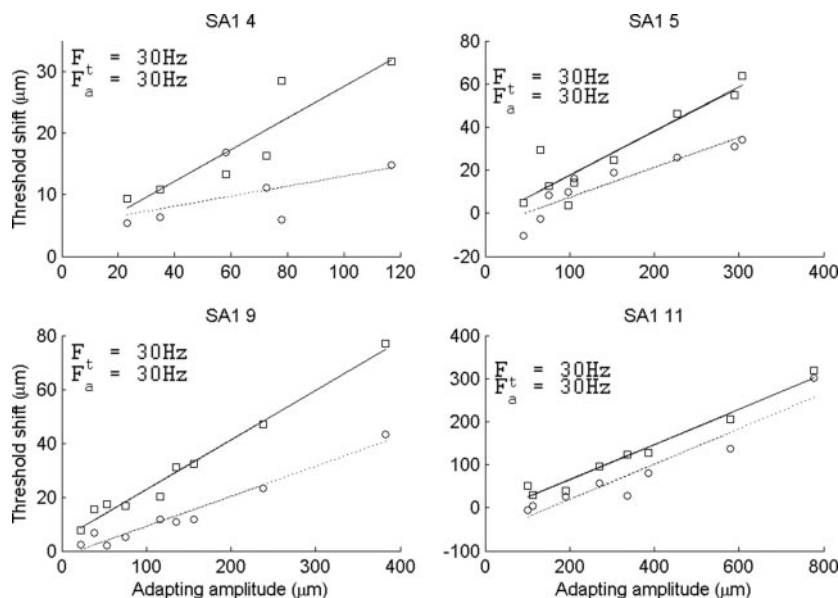 SA1 4
SA1 5
Threshold shift (μm)
30
20
10
0
F_t = 30Hz
F_a = 30Hz
0 20 40 60 80 100 120
80
60
40
20
0
-20
F_t = 30Hz
F_a = 30Hz
0 100 200 300 400
SA1 9
SA1 11
Threshold shift (μm)
80
60
40
20
0
F_t = 30Hz
F_a = 30Hz
0 100 200 300 400
Adapting amplitude (μm)
400
300
200
100
0
-100
F_t = 30Hz
F_a = 30Hz
0 200 400 600 800
Adapting amplitude (μm)